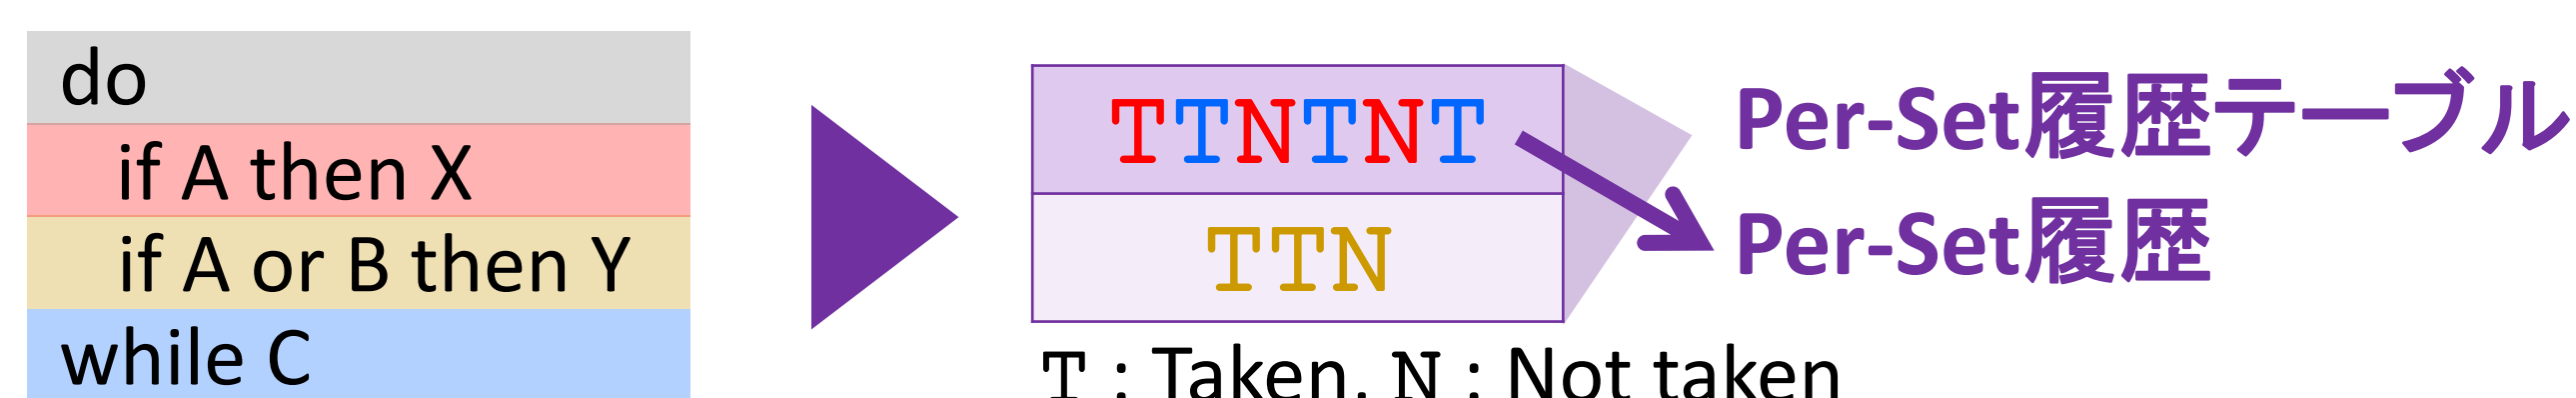 do
if A then X
if A or B then Y
while C
TTNTNT
TTN
Per-Set履歴テーブル
Per-Set履歴
T : Taken, N : Not taken